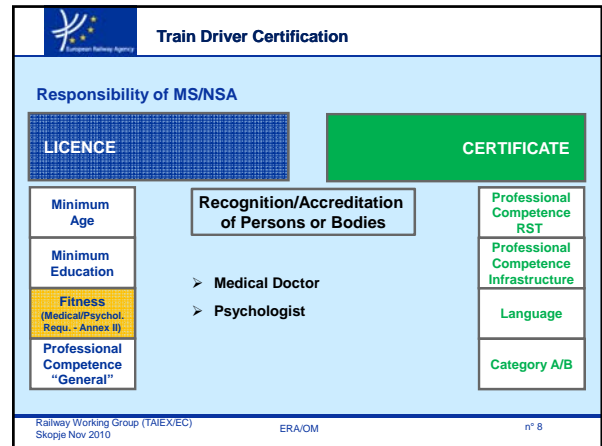 European Railway Agency
Train Driver Certification
Responsibility of MS/NSA
LICENCE
CERTIFICATE
Minimum
Age
Minimum
Education
Fitness
(Medical/Psychol.
Requ. - Annex II)
Professional
Competence
“General”
Recognition/Accreditation
of Persons or Bodies
➢ Medical Doctor
➢ Psychologist
Professional
Competence
RST
Professional
Competence
Infrastructure
Language
Category A/B
Railway Working Group (TAIEX/EC)
Skopje Nov 2010
ERA/OM
n° 8